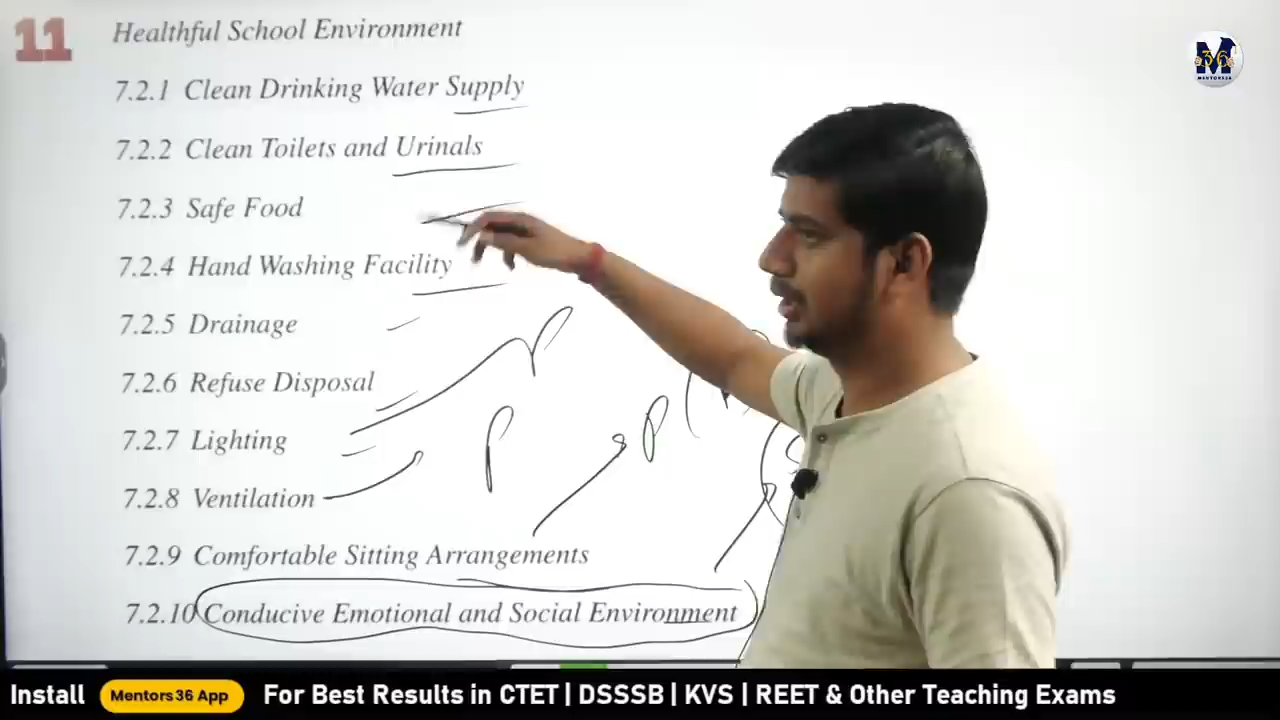 11 Healthful School Environment
7.2.1 Clean Drinking Water Supply
7.2.2 Clean Toilets and Urinals
7.2.3 Safe Food
7.2.4 Hand Washing Facility
7.2.5 Drainage
7.2.6 Refuse Disposal
7.2.7 Lighting
7.2.8 Ventilation
7.2.9 Comfortable Sitting Arrangements
7.2.10 Conducive Emotional and Social Environment
P
P
P
M
36
MENTORS36
Install Mentors36 App For Best Results in CTET | DSSSB | KVS | REET & Other Teaching Exams